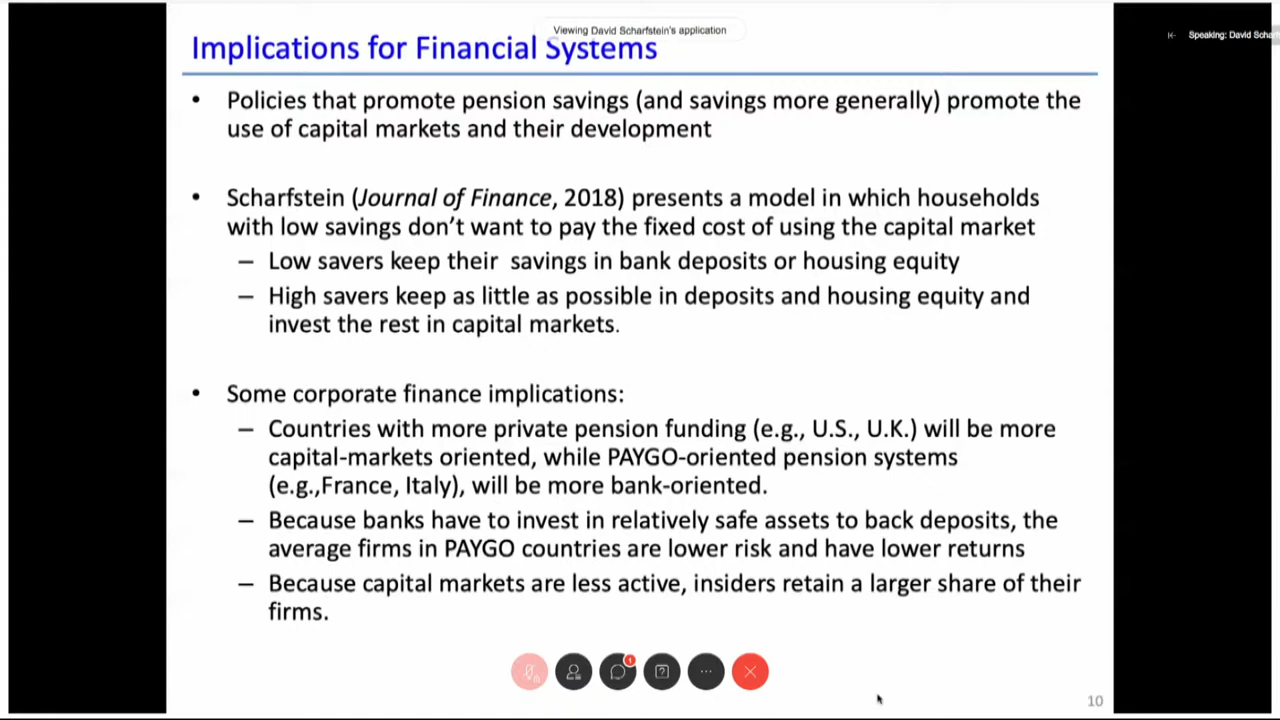 Viewing David Scharfstein's application
Speaking: David Schar
Implications for Financial Systems
• Policies that promote pension savings (and savings more generally) promote the
use of capital markets and their development
• Scharfstein (Journal of Finance, 2018) presents a model in which households
with low savings don't want to pay the fixed cost of using the capital market
– Low savers keep their savings in bank deposits or housing equity
– High savers keep as little as possible in deposits and housing equity and
invest the rest in capital markets.
• Some corporate finance implications:
– Countries with more private pension funding (e.g., U.S., U.K.) will be more
capital-markets oriented, while PAYGO-oriented pension systems
(e.g.,France, Italy), will be more bank-oriented.
– Because banks have to invest in relatively safe assets to back deposits, the
average firms in PAYGO countries are lower risk and have lower returns
– Because capital markets are less active, insiders retain a larger share of their
firms.
1
10